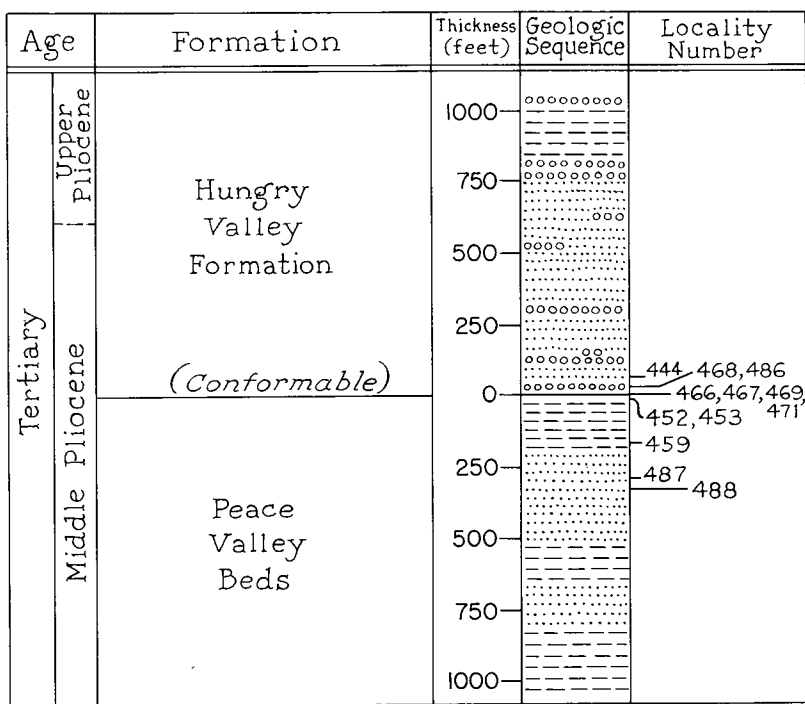 Age
Formation
Thickness
(feet)
Geologic
Sequence
Locality
Number
Tertiary
Upper
Pliocene
Middle Pliocene
Hungry
Valley
Formation
(Conformable)
Peace
Valley
Beds
1000
750
500
250
0
250
500
750
1000
444 468,486
466,467,469,
471
452,453
459
487
488